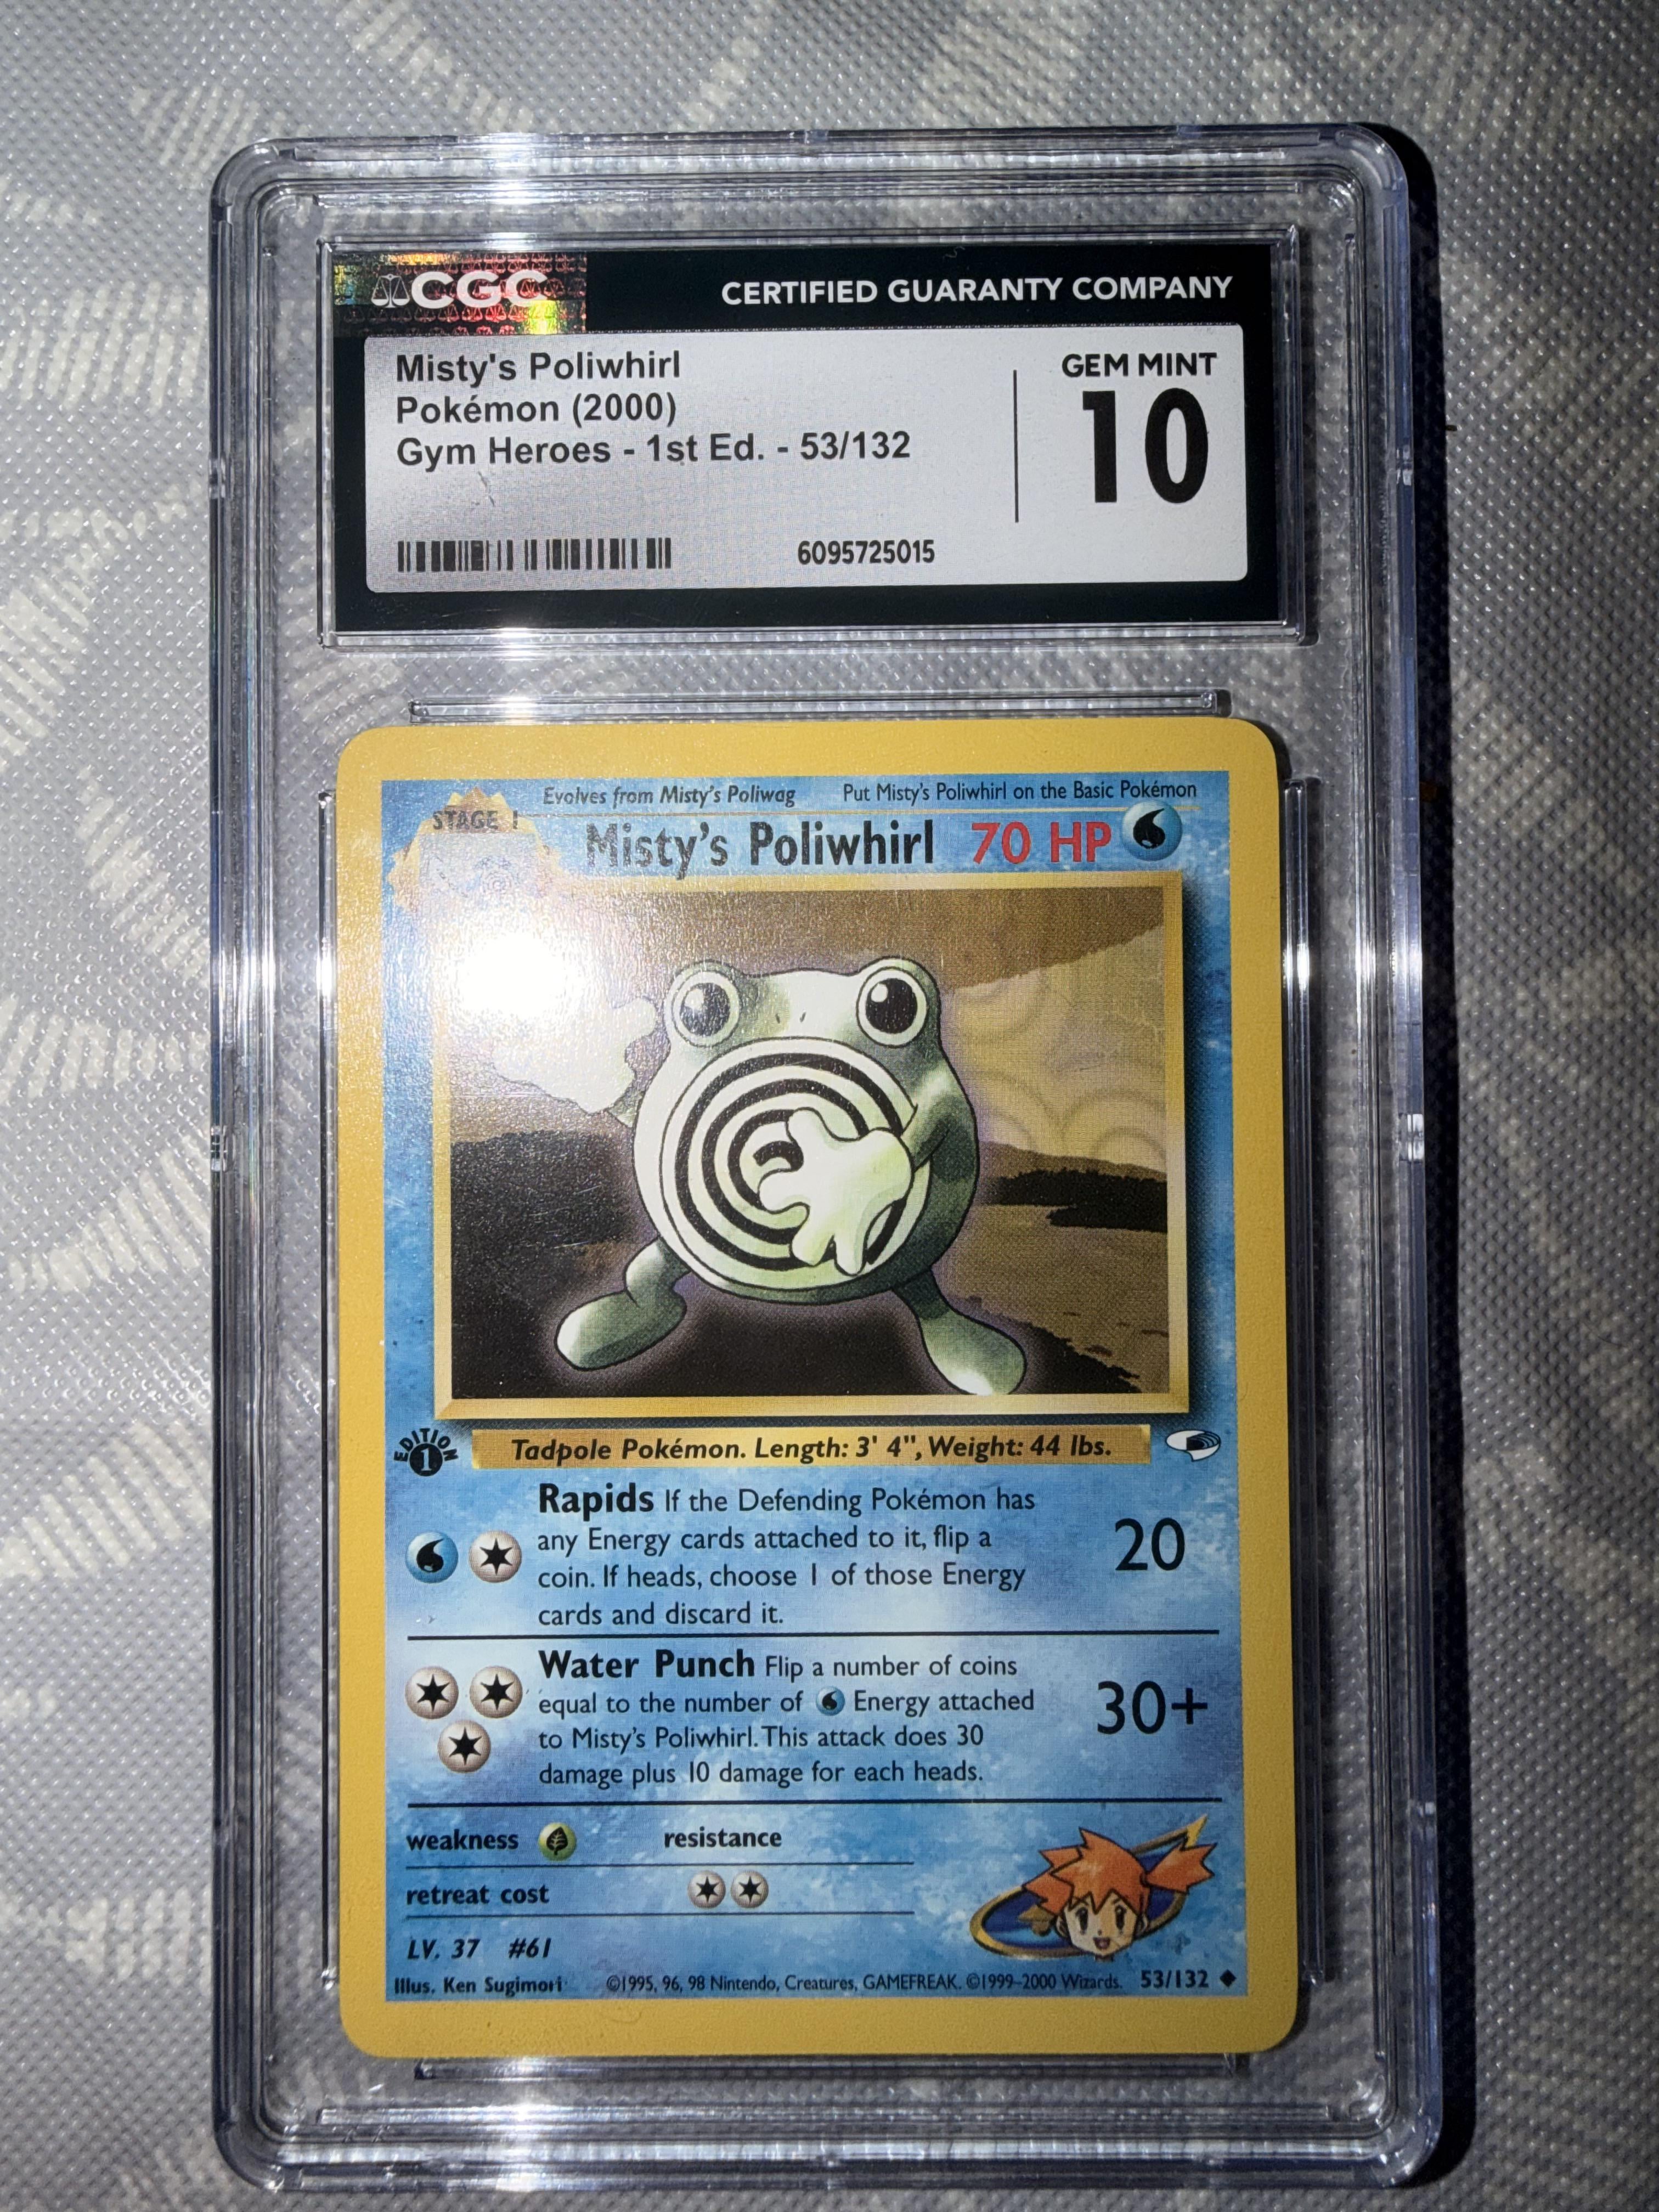 CGC
CERTIFIED GUARANTY COMPANY
Misty's Poliwhirl
Pokémon (2000)
Gym Heroes - 1st Ed. - 53/132
GEM MINT
10
6095725015
Evolves from Misty's Poliwag
Put Misty's Poliwhirl on the Basic Pokémon
STAGE 1
Misty's Poliwhirl 70 HP
EDITION
1
Tadpole Pokémon. Length: 3' 4", Weight: 44 lbs.
Rapids If the Defending Pokémon has
any Energy cards attached to it, flip a
coin. If heads, choose 1 of those Energy
cards and discard it.
20
Water Punch Flip a number of coins
equal to the number of Energy attached
to Misty's Poliwhirl. This attack does 30
damage plus 10 damage for each heads.
30+
weakness
resistance
retreat cost
LV. 37 #61
Illus. Ken Sugimori
©1995, 96, 98 Nintendo, Creatures, GAMEFREAK. ©1999–2000 Wizards.
53/132